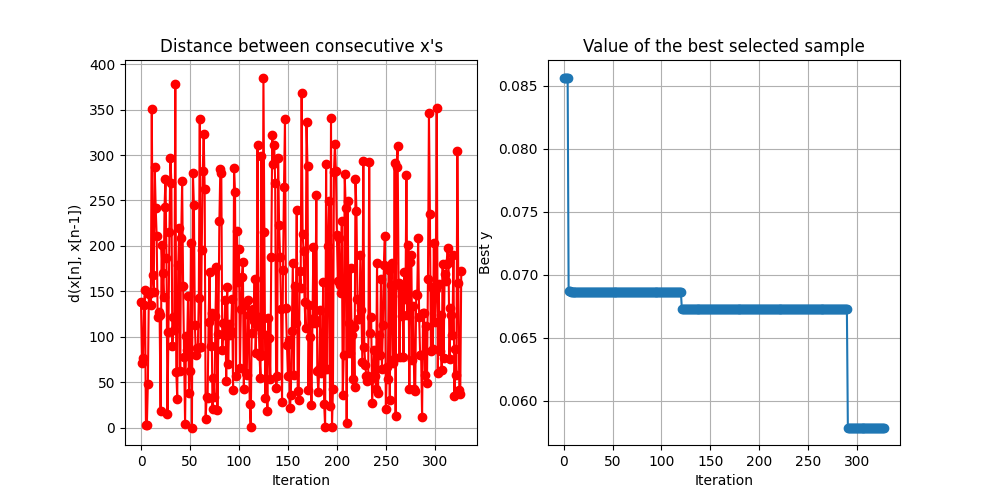 Distance between consecutive x's
d(x[n], x[n-1])
400
350
300
250
200
150
100
50
0
0 50 100 150 200 250 300
Iteration
Value of the best selected sample
Best y
0.085
0.080
0.075
0.070
0.065
0.060
0 50 100 150 200 250 300
Iteration